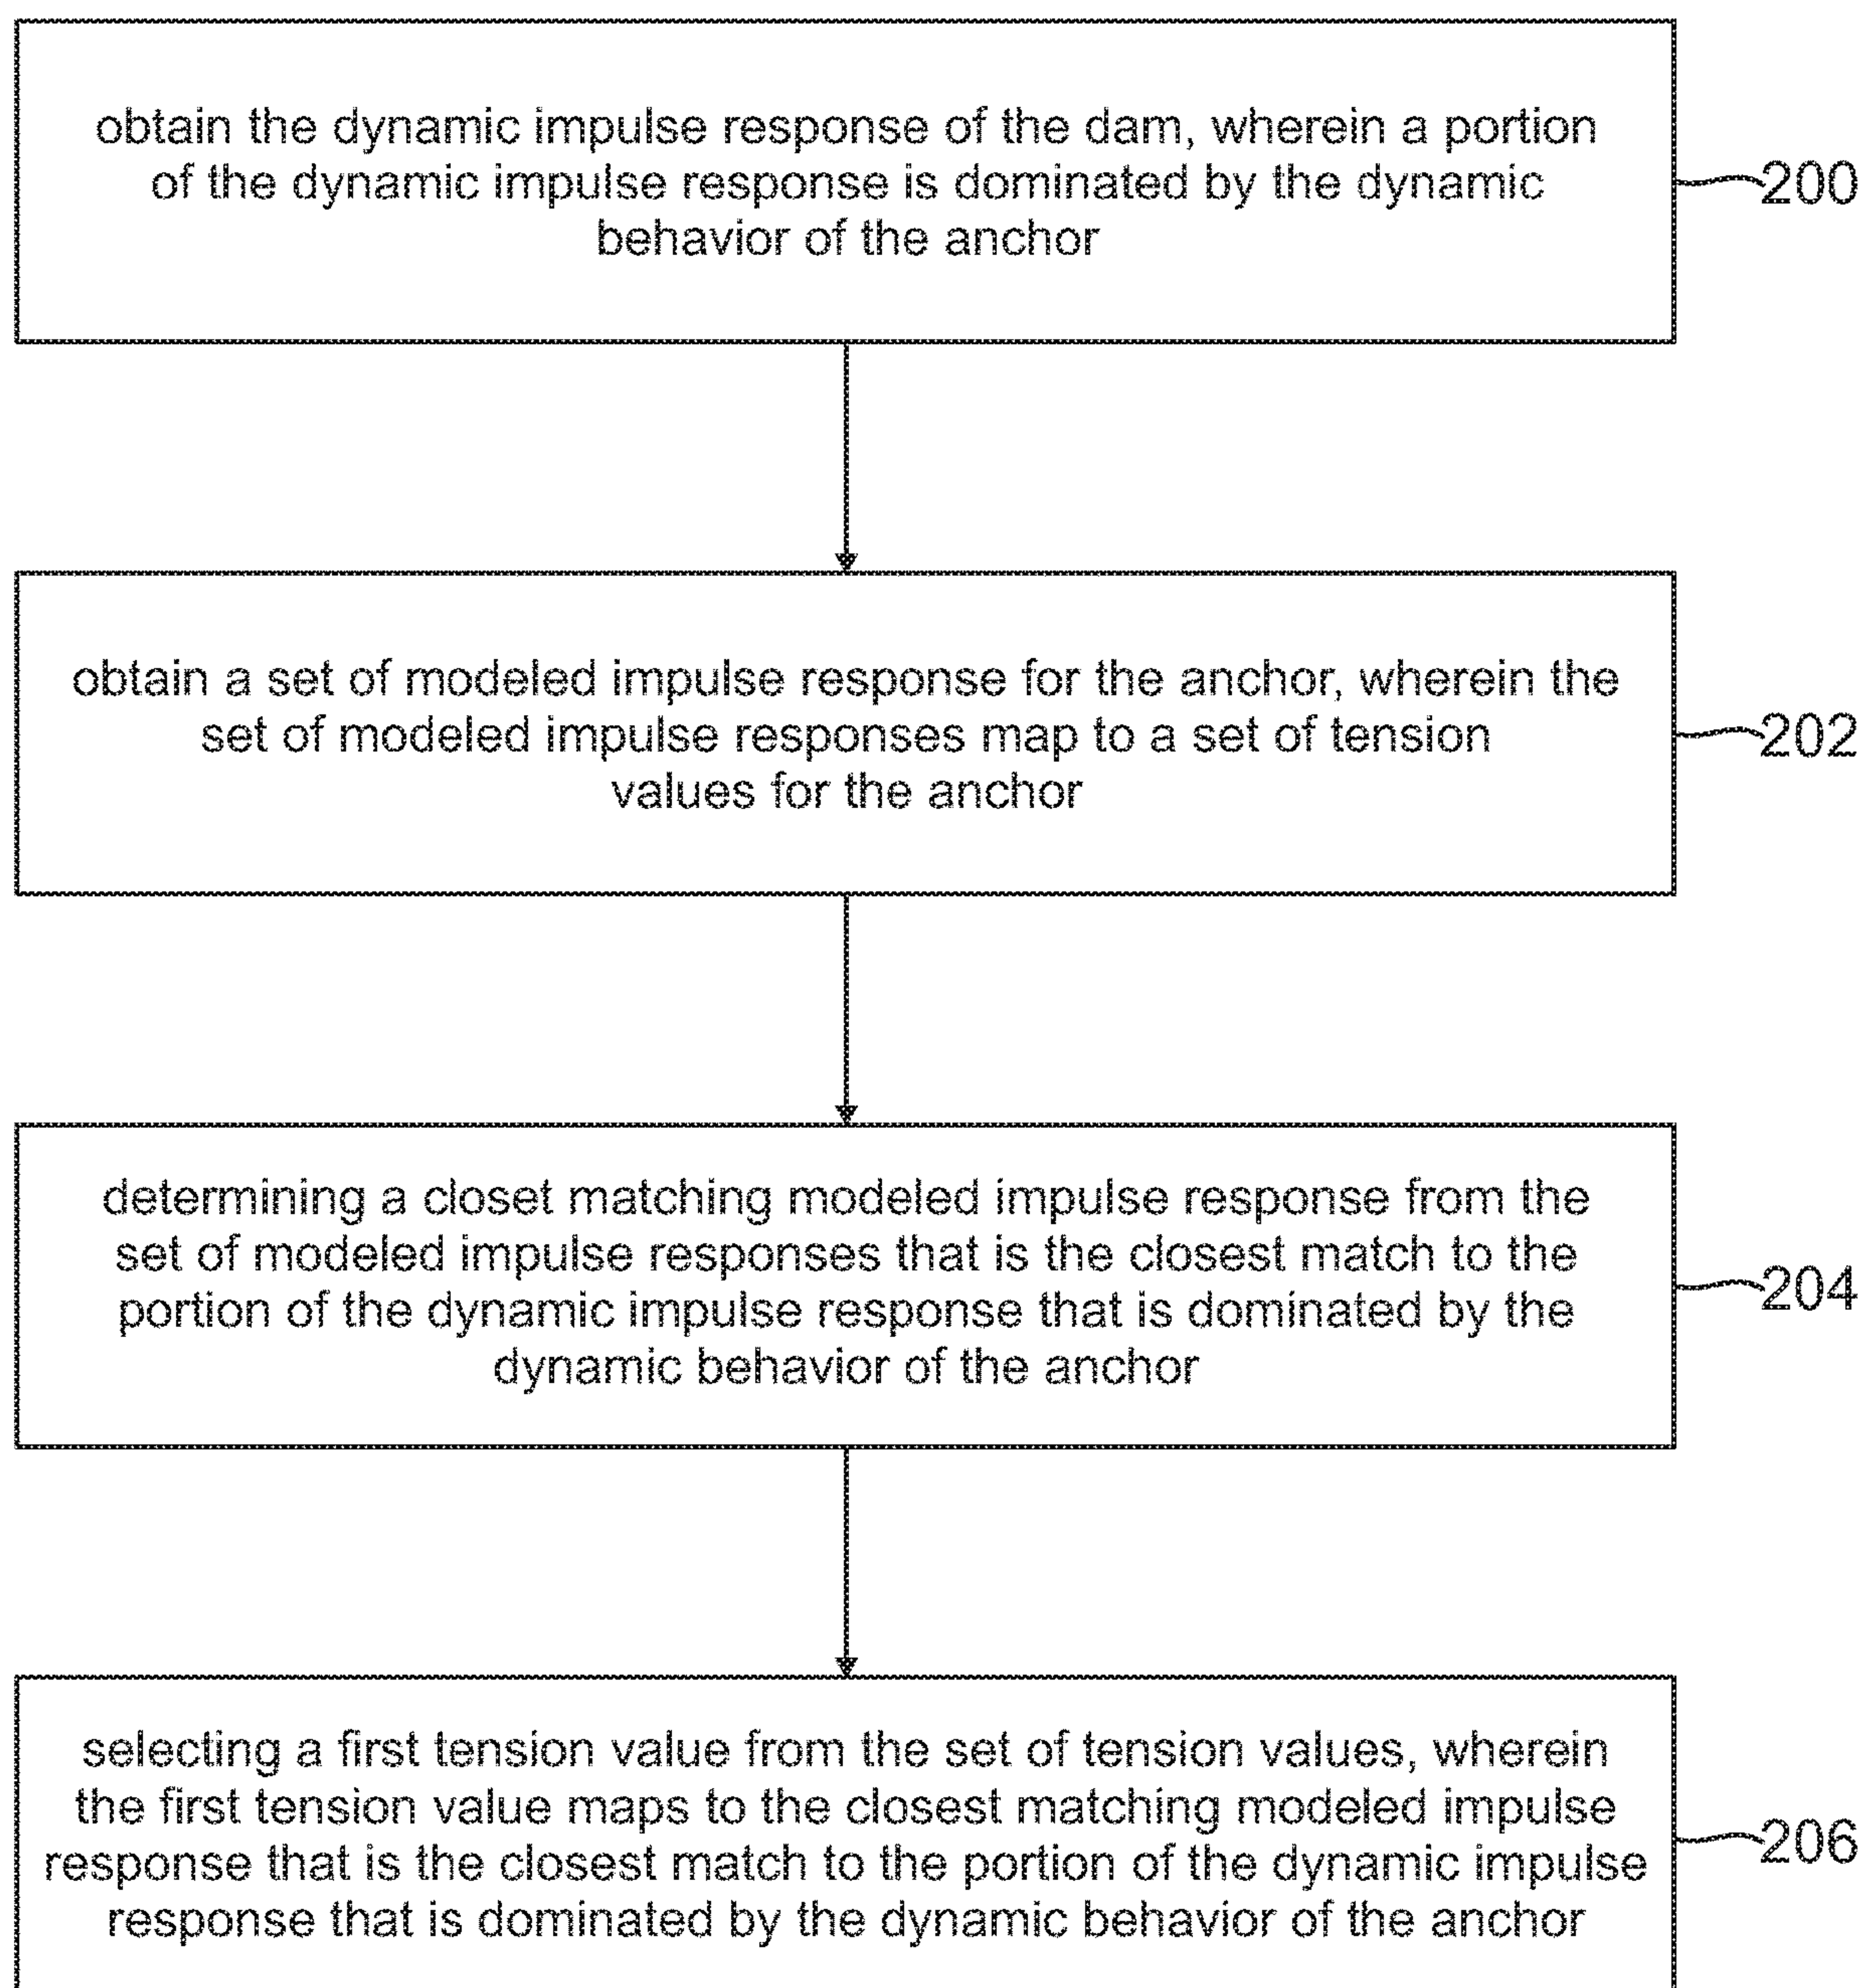 obtain the dynamic impulse response of the dam, wherein a portion
of the dynamic impulse response is dominated by the dynamic
behavior of the anchor
200
obtain a set of modeled impulse response for the anchor, wherein the
set of modeled impulse responses map to a set of tension
values for the anchor
202
determining a closet matching modeled impulse response from the
set of modeled impulse responses that is the closest match to the
portion of the dynamic impulse response that is dominated by the
dynamic behavior of the anchor
204
selecting a first tension value from the set of tension values, wherein
the first tension value maps to the closest matching modeled impulse
response that is the closest match to the portion of the dynamic impulse
response that is dominated by the dynamic behavior of the anchor
206